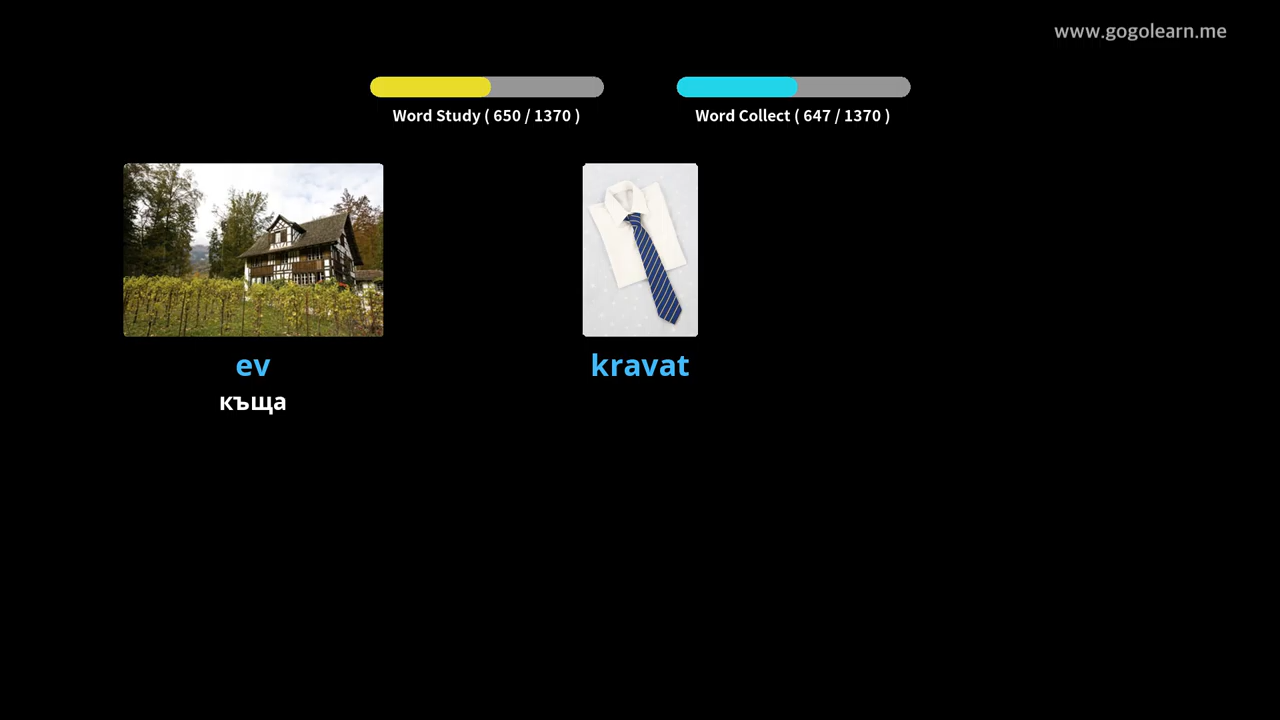 www.gogolearn.me
Word Study ( 650 / 1370 )
Word Collect ( 647 / 1370 )
ev
къща
kravat